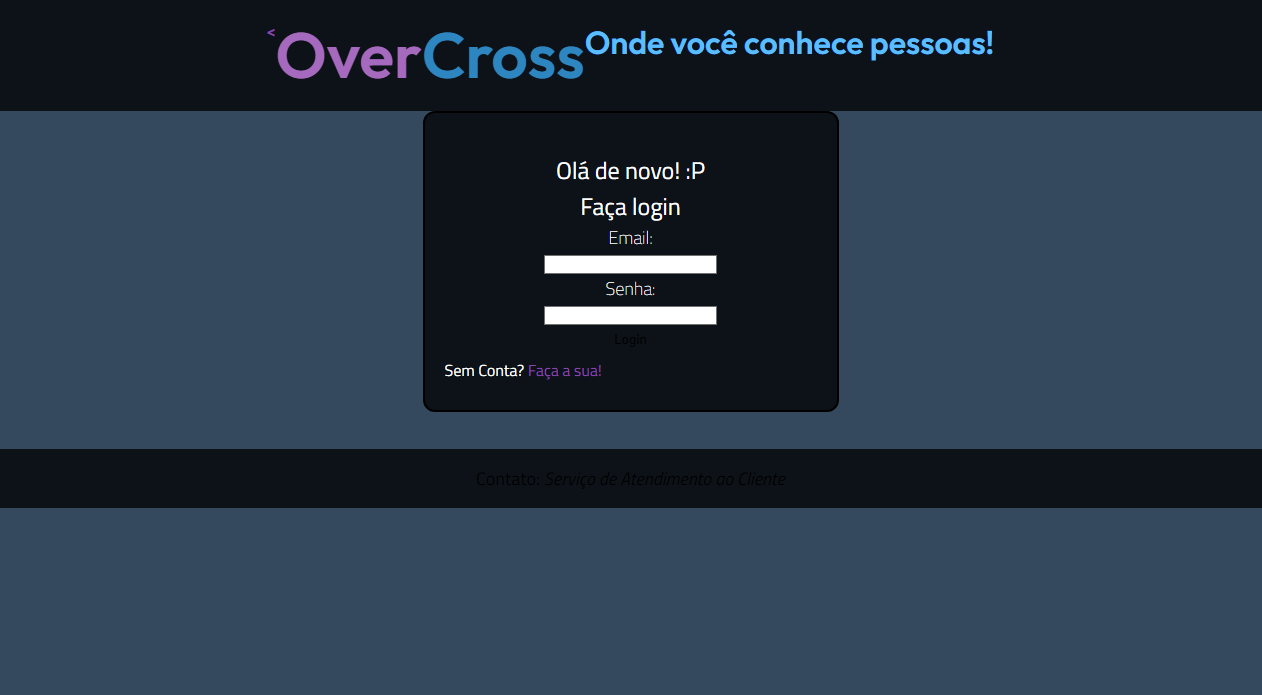 < OverCross Onde você conhece pessoas!
Olá de novo! :P
Faça login
Email:
Senha:
Login
Sem Conta? Faça a sua!
Contato: Serviço de Atendimento ao Cliente